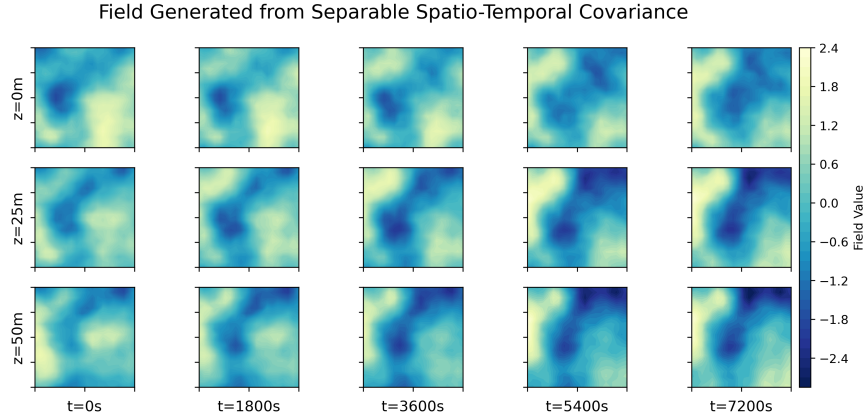 Field Generated from Separable Spatio-Temporal Covariance
z=0m
z=25m
z=50m
t=0s
t=1800s
t=3600s
t=5400s
t=7200s
2.4
1.8
1.2
0.6
0.0
−0.6
−1.2
−1.8
−2.4
Field Value